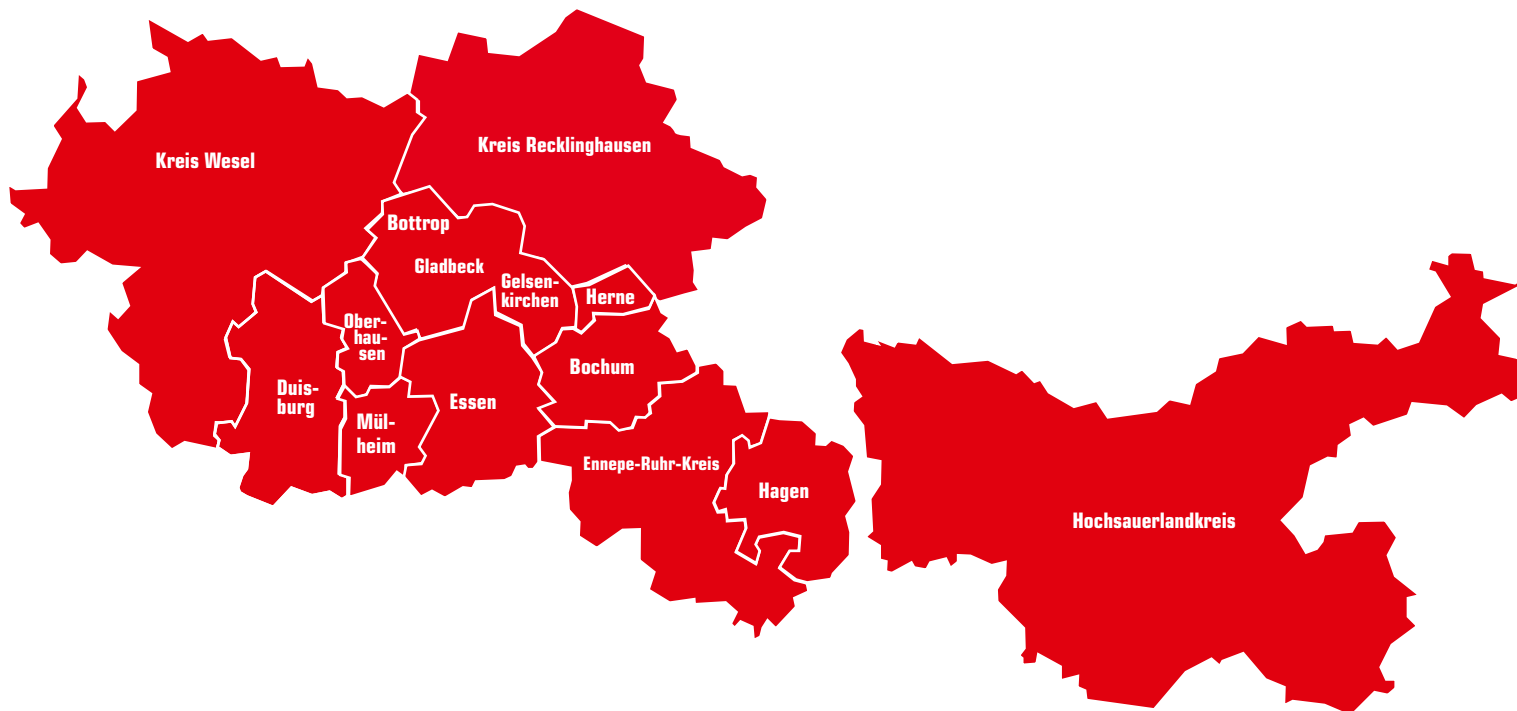 Kreis Wesel
Kreis Recklinghausen
Bottrop
Gladbeck
Gelsen-
kirchen
Herne
Ober-
hau-
sen
Bochum
Duis-
burg
Essen
Mül-
heim
Ennepe-Ruhr-Kreis
Hagen
Hochsauerlandkreis